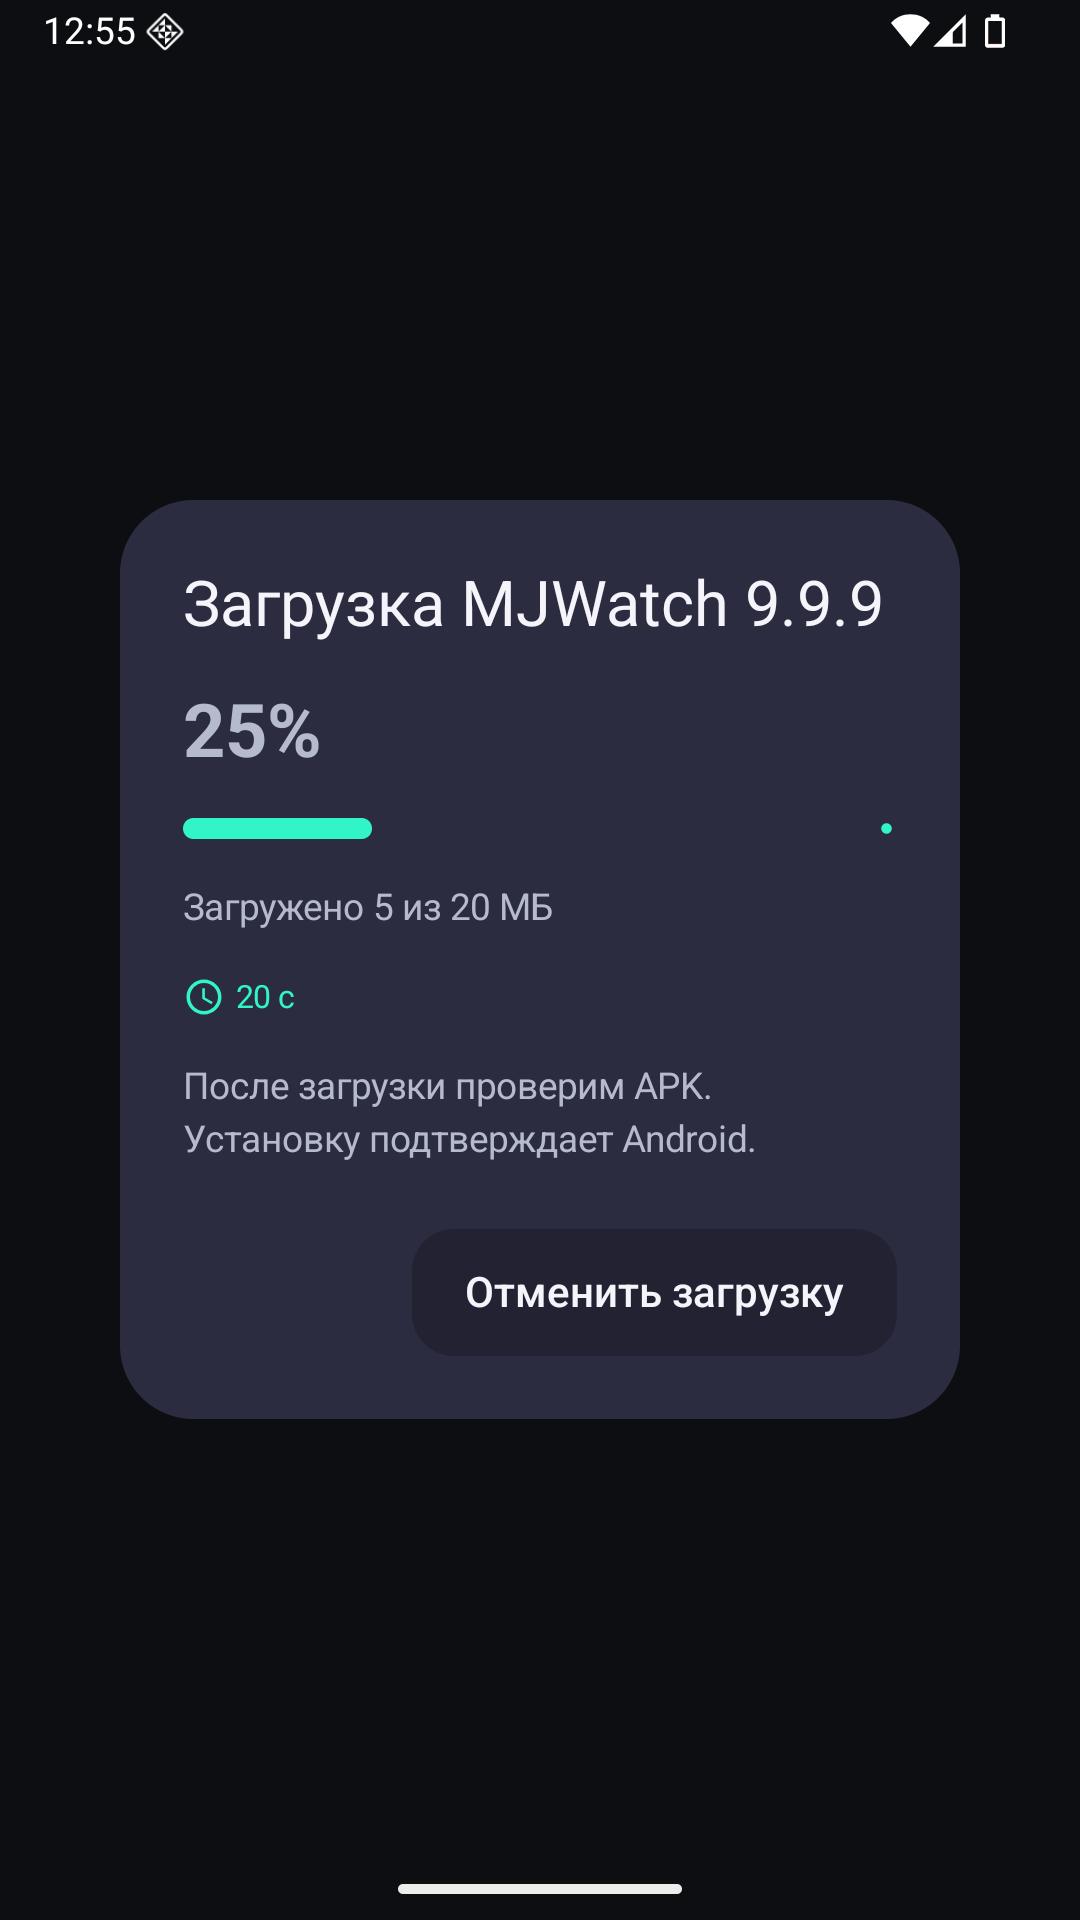 12:55
Загрузка MJWatch 9.9.9
25%
Загружено 5 из 20 МБ
20 с
После загрузки проверим APK.
Установку подтверждает Android.
Отменить загрузку